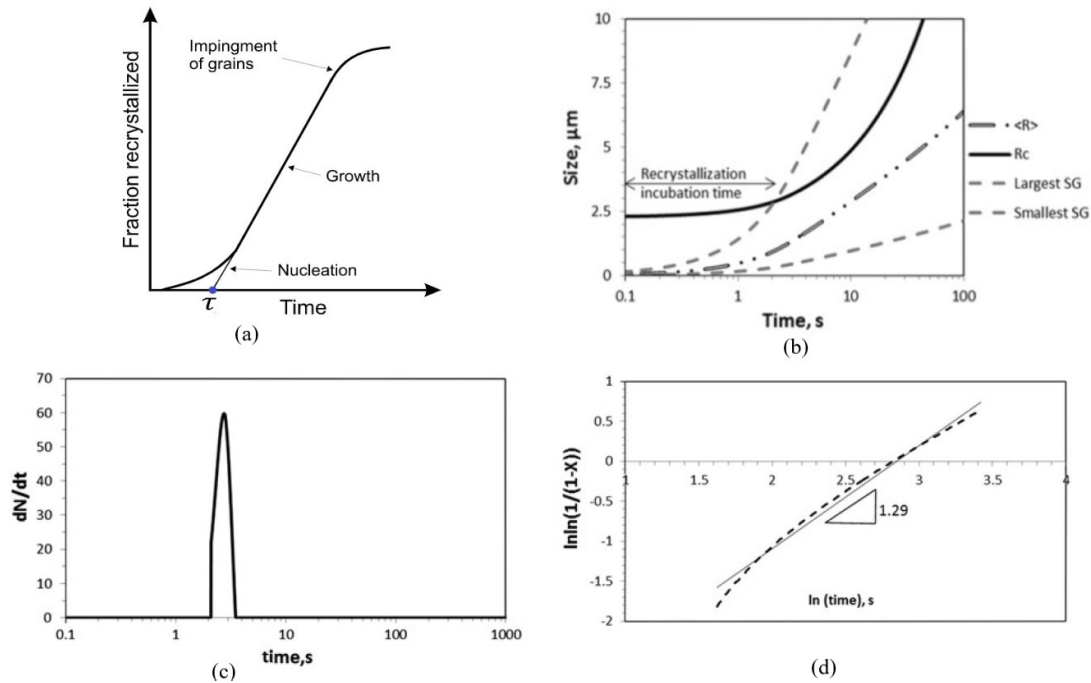 Fraction recrystallized
Impingment
of grains
Growth
Nucleation
τ
Time
(a)
Size, μm
10
7.5
5
2.5
0
Recrystallization
incubation time
<R>
Rc
Largest SG
Smallest SG
0.1 1 10 100
Time, s
(b)
dN/dt
70
60
50
40
30
20
10
0
0.1 1 10 100 1000
time,s
(c)
lnln(1/(1-X))
1
0.5
0
-0.5
-1
-1.5
-2
1 1.5 2 2.5 3 3.5 4
1.29
ln (time), s
(d)